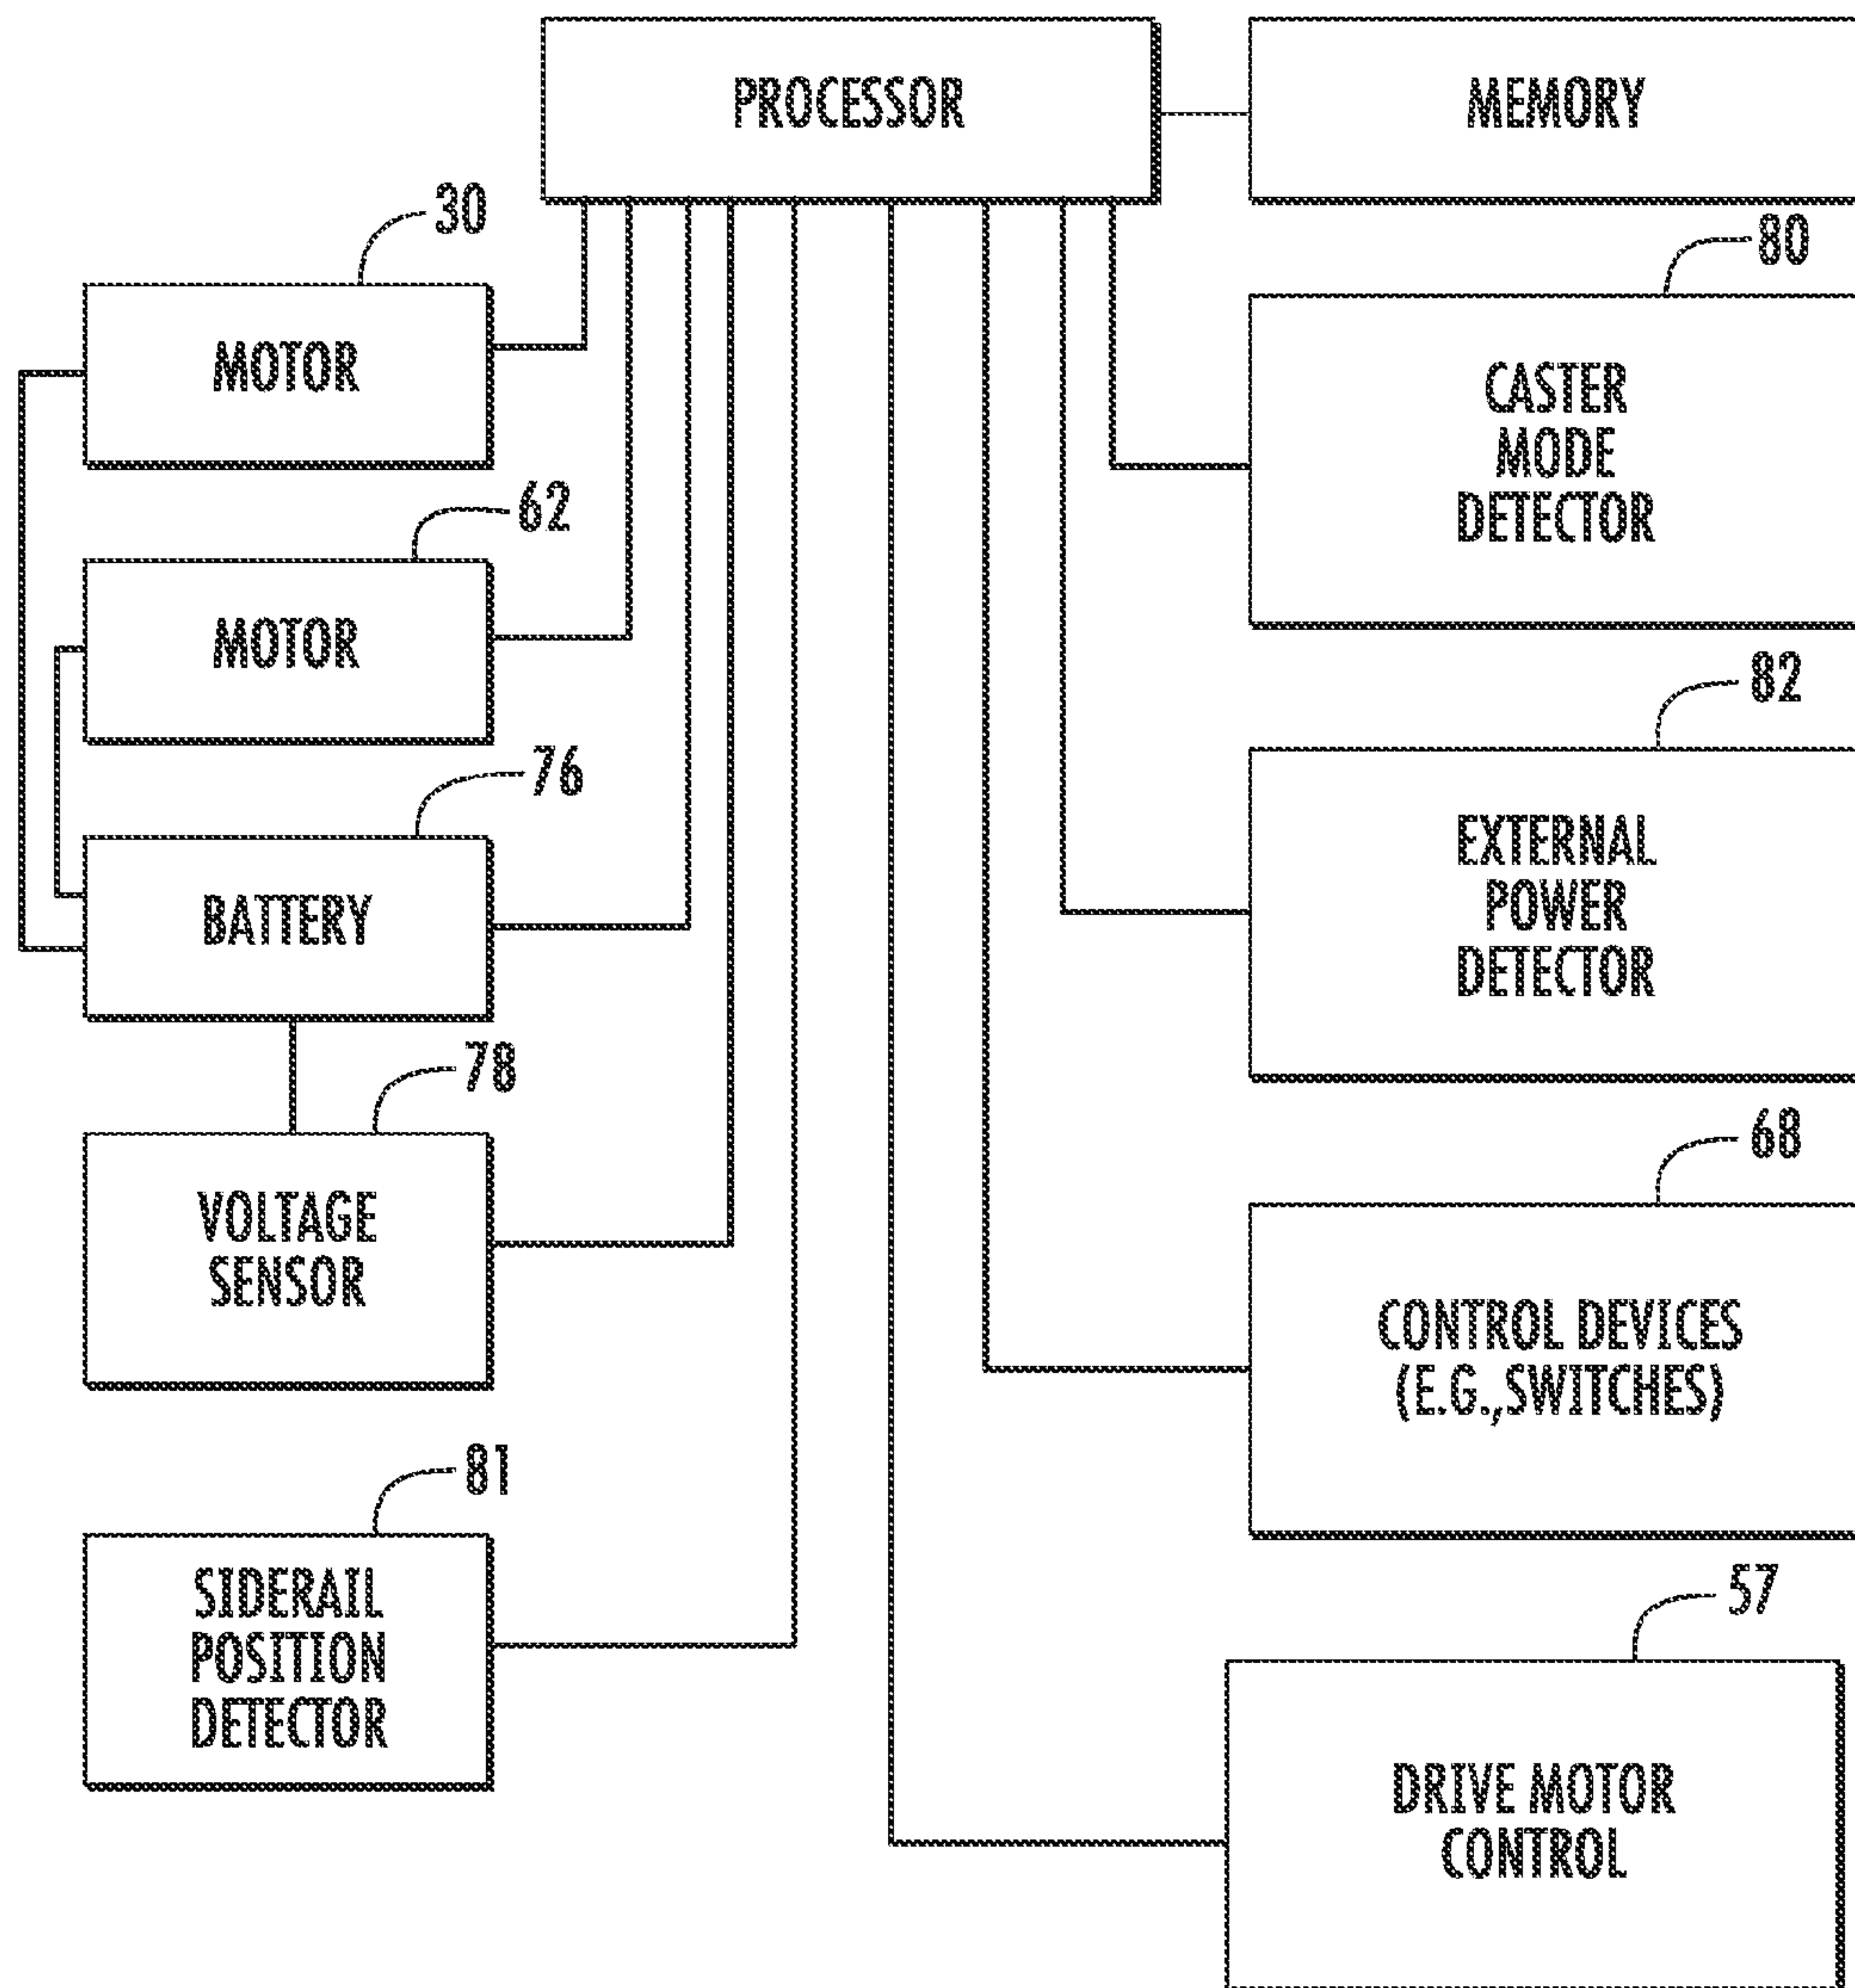 PROCESSOR
MEMORY
30
MOTOR
62
MOTOR
76
BATTERY
78
VOLTAGE
SENSOR
81
SIDERAIL
POSITION
DETECTOR
80
CASTER
MODE
DETECTOR
82
EXTERNAL
POWER
DETECTOR
68
CONTROL DEVICES
(E.G.,SWITCHES)
57
DRIVE MOTOR
CONTROL